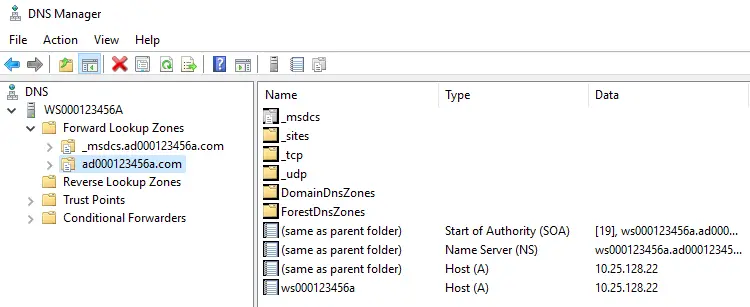 DNS Manager
File Action View Help
DNS
WS000123456A
Forward Lookup Zones
_msdcs.ad000123456a.com
ad000123456a.com
Reverse Lookup Zones
Trust Points
Conditional Forwarders
Name Type Data
_msdcs
_sites
_tcp
_udp
DomainDnsZones
ForestDnsZones
(same as parent folder) Start of Authority (SOA) [19], ws000123456a.ad000...
(same as parent folder) Name Server (NS) ws000123456a.ad00012345...
(same as parent folder) Host (A) 10.25.128.22
ws000123456a Host (A) 10.25.128.22